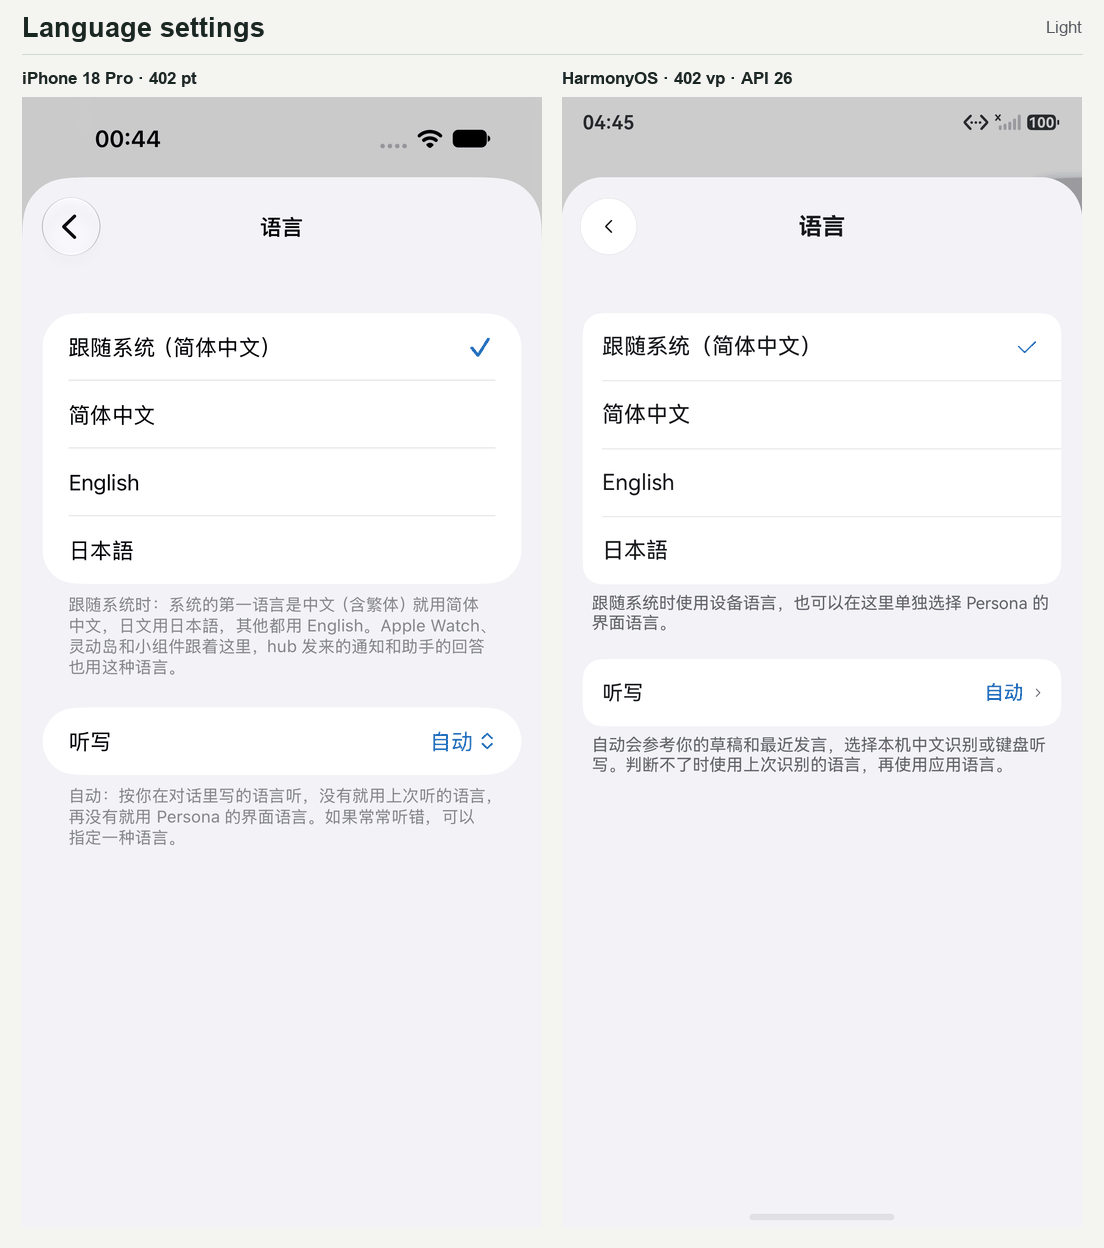 Language settings
Light
iPhone 18 Pro · 402 pt
HarmonyOS · 402 vp · API 26
00:44
语言
跟随系统（简体中文）
简体中文
English
日本語
跟随系统时：系统的第一语言是中文（含繁体）就用简体
中文，日文用日本語，其他都用 English。Apple Watch、
灵动岛和小组件跟着这里，hub 发来的通知和助手的回答
也用这种语言。
听写
自动
自动：按你在对话里写的语言听，没有就用上次听的语言，
再没有就用 Persona 的界面语言。如果常常听错，可以
指定一种语言。
04:45
100
语言
跟随系统（简体中文）
简体中文
English
日本語
跟随系统时使用设备语言，也可以在这里单独选择 Persona 的
界面语言。
听写
自动
自动会参考你的草稿和最近发言，选择本机中文识别或键盘听
写。判断不了时使用上次识别的语言，再使用应用语言。